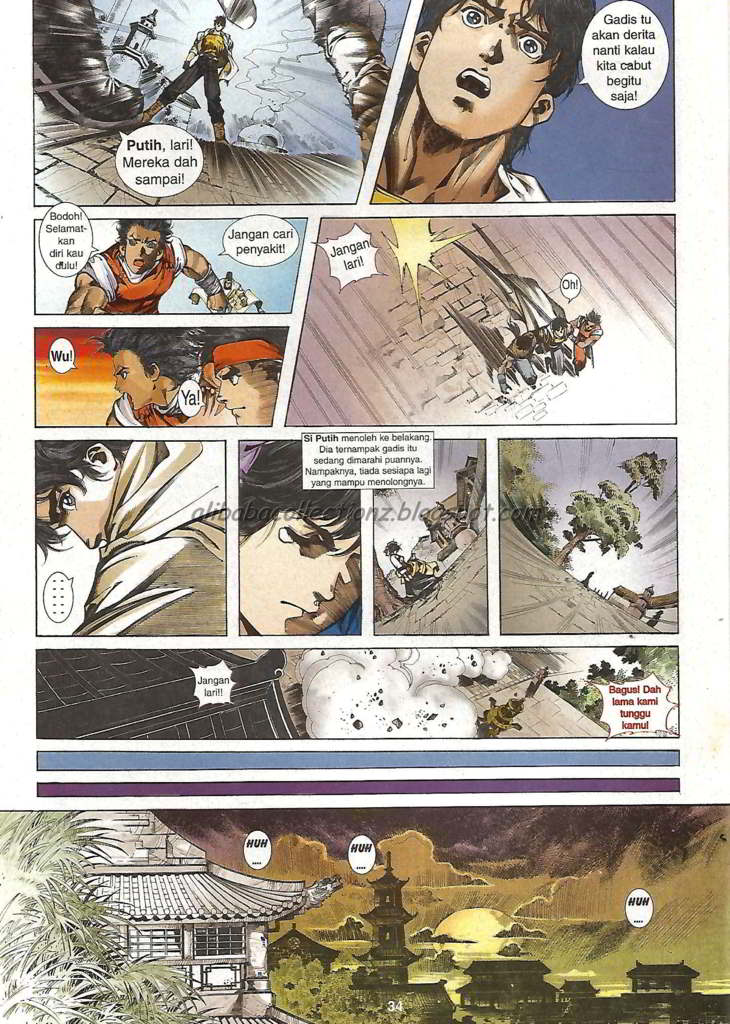 Putih, lari!
Mereka dah
sampai!
Gadis tu
akan derita
nanti kalau
kita cabut
begitu
saja!
Bodoh!
Selamat-
kan
diri kau
dulu!
Jangan cari
penyakit!
Jangan
lari!
Oh!
Wu!
Ya!
......
Si Putih menoleh ke belakang.
Dia ternampak gadis itu
sedang dimarahi puannya.
Nampaknya, tiada sesiapa lagi
yang mampu menolongnya.
alibabacollectionz.blogspot.com
Jangan
lari!!
Bagus! Dah
lama kami
tunggu
kamu!
HUH
....
HUH
....
HUH
....
34